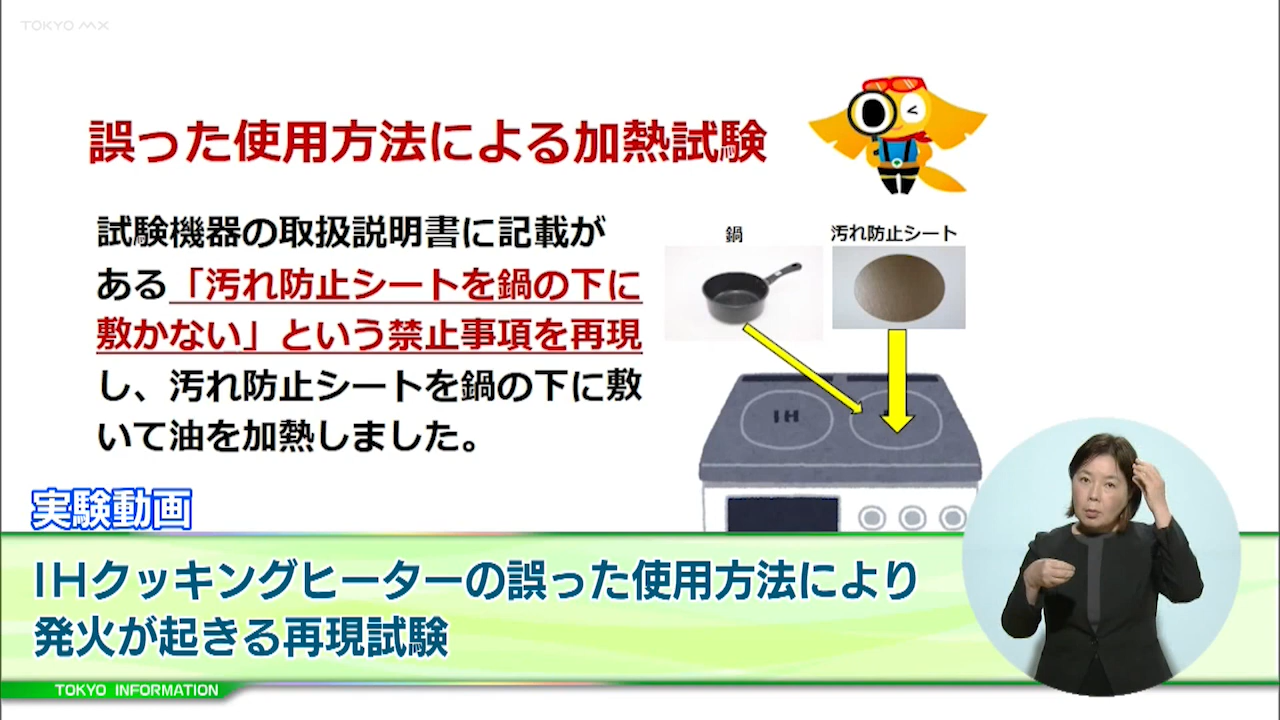 TOKYO MX
誤った使用方法による加熱試験
試験機器の取扱説明書に記載が
ある「汚れ防止シートを鍋の下に
敷かない」という禁止事項を再現
し、汚れ防止シートを鍋の下に敷
いて油を加熱しました。
鍋
汚れ防止シート
IH
実験動画
IHクッキングヒーターの誤った使用方法により
発火が起きる再現試験
TOKYO INFORMATION